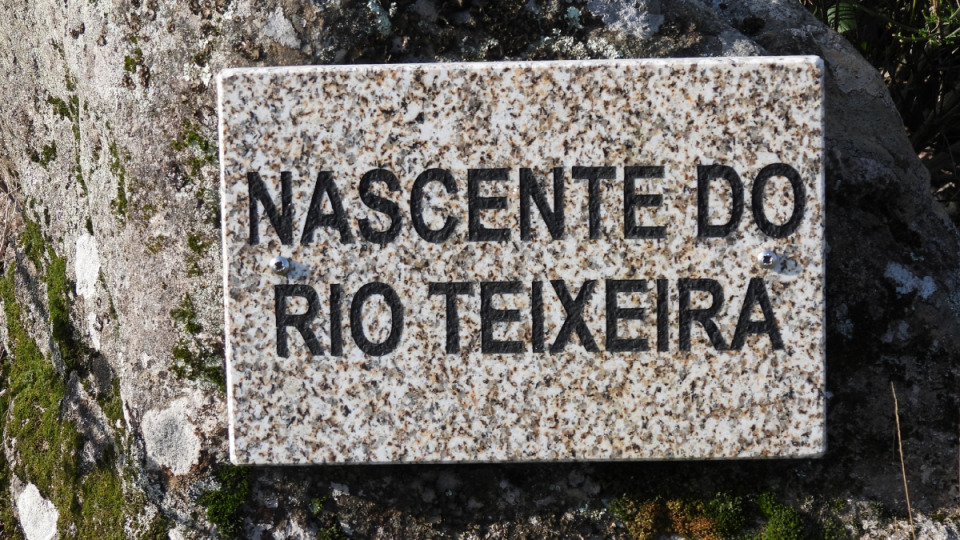 NASCENTE DO
RIO TEIXEIRA